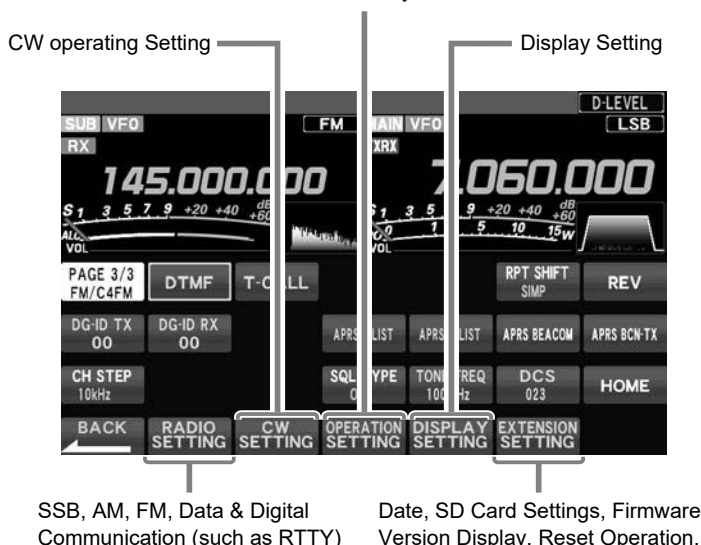 CW operating Setting
Display Setting
D-LEVEL
SUB VFO FM MAIN VFO LSB
RX TXRX
145.000.000 7.060.000
S 1 3 5 7 9 +20 +40 +60 dB
S 1 3 5 9 +20 +40 +60 dB
ALC
0 1 5 10 15 W
VOL VOL
PAGE 3/3 FM/C4FM
DTMF
T-CALL
RPT SHIFT SIMP
REV
DG-ID TX 00
DG-ID RX 00
APRS LIST
APRS LIST
APRS BEACOM
APRS BCN-TX
CH STEP 10kHz
SQL TYPE
TONE FREQ 100 Hz
DCS 023
HOME
BACK
RADIO SETTING
CW SETTING
OPERATION SETTING
DISPLAY SETTING
EXTENSION SETTING
SSB, AM, FM, Data & Digital
Communication (such as RTTY)
Date, SD Card Settings, Firmware
Version Display, Reset Operation,